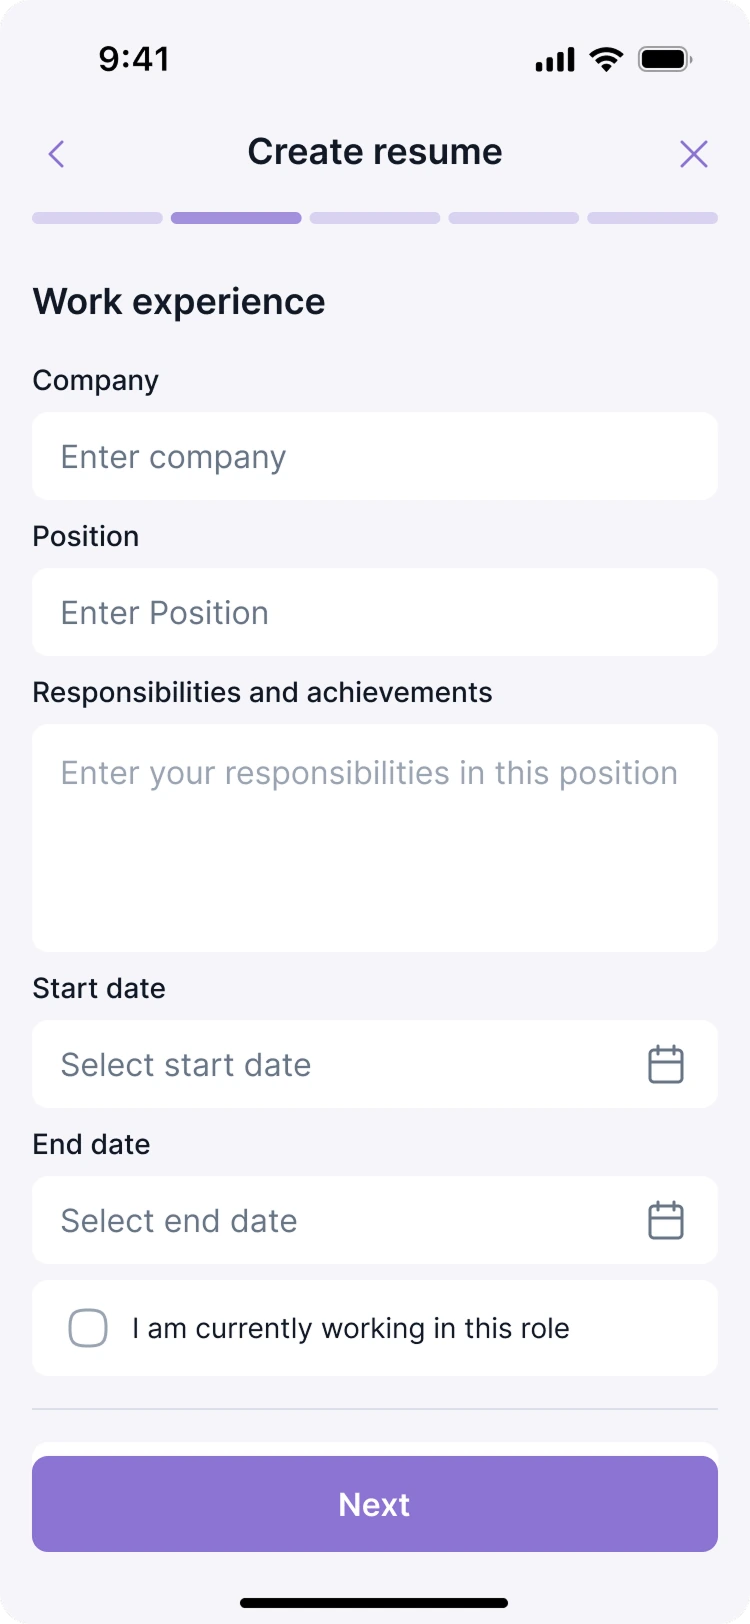 9:41
Create resume
Work experience
Company
Enter company
Position
Enter Position
Responsibilities and achievements
Enter your responsibilities in this position
Start date
Select start date
End date
Select end date
I am currently working in this role
Next